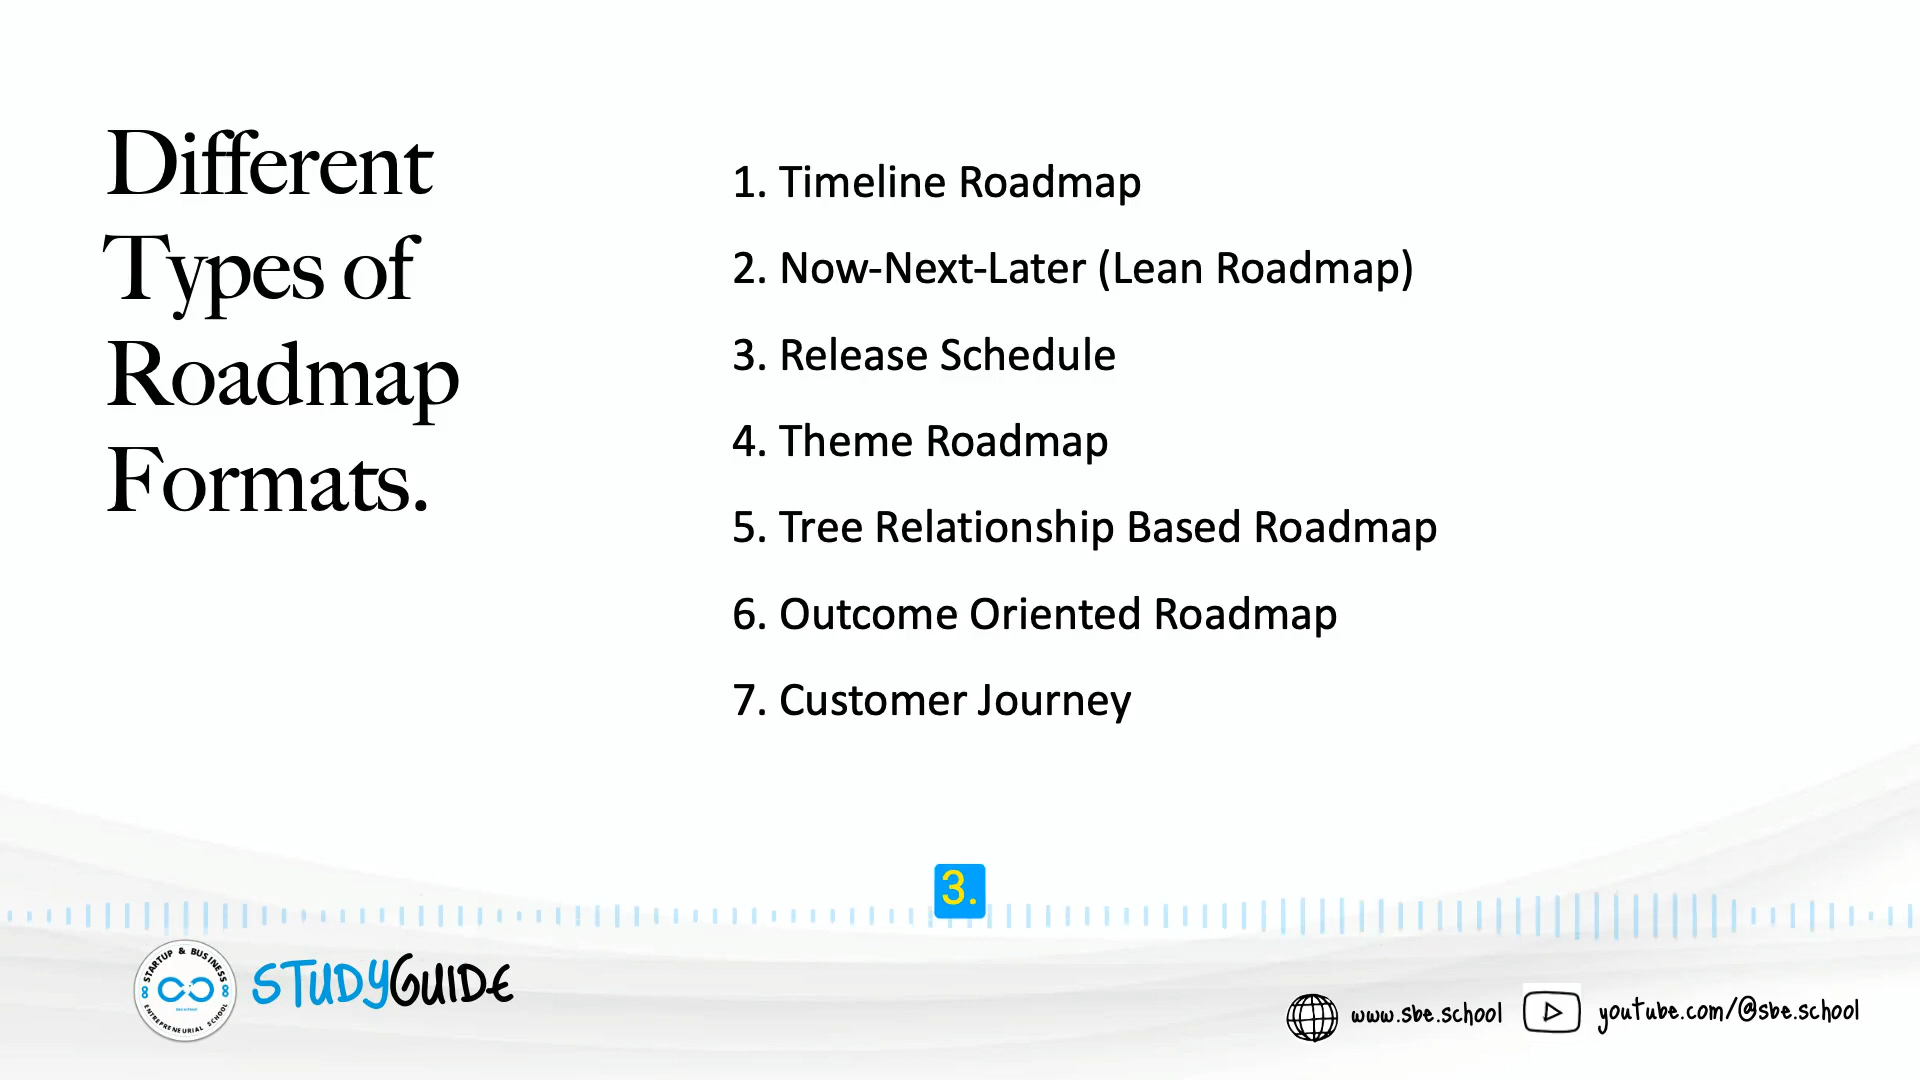 Different
Types of
Roadmap
Formats.
1. Timeline Roadmap
2. Now-Next-Later (Lean Roadmap)
3. Release Schedule
4. Theme Roadmap
5. Tree Relationship Based Roadmap
6. Outcome Oriented Roadmap
7. Customer Journey
3.
STARTUP & BUSINESS
ENTREPRENEURIAL SCHOOL
STUDYGUIDE
www.sbe.school
youtube.com/@sbe.school